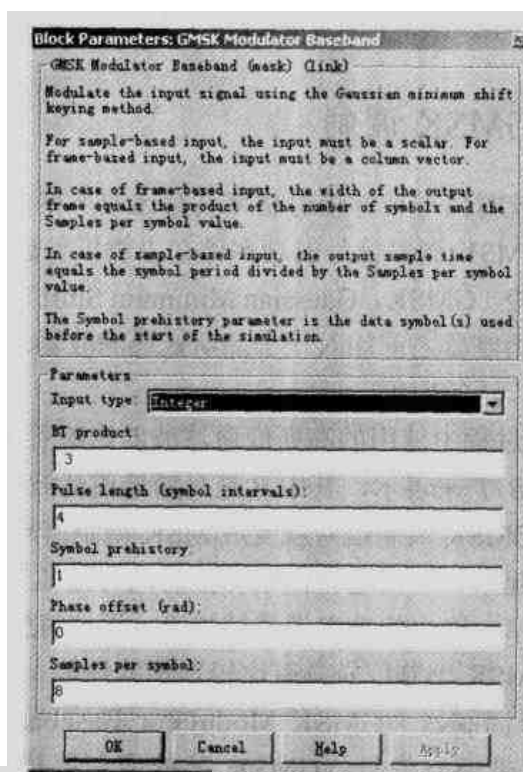 Block Parameters: GMSK Modulator Baseband
GMSK Modulator Baseband (mask) (link)
Modulate the input signal using the Gaussian minimum shift
keying method.
For sample-based input, the input must be a scalar. For
frame-based input, the input must be a column vector.
In case of frame-based input, the width of the output
frame equals the product of the number of symbols and the
Samples per symbol value.
In case of sample-based input, the output sample time
equals the symbol period divided by the Samples per symbol
value.
The Symbol prehistory parameter is the data symbol(s) used
before the start of the simulation.
Parameters
Input type: Integer
BT product:
3
Pulse length (symbol intervals):
4
Symbol prehistory:
1
Phase offset (rad):
0
Samples per symbol:
8
OK Cancel Help Apply